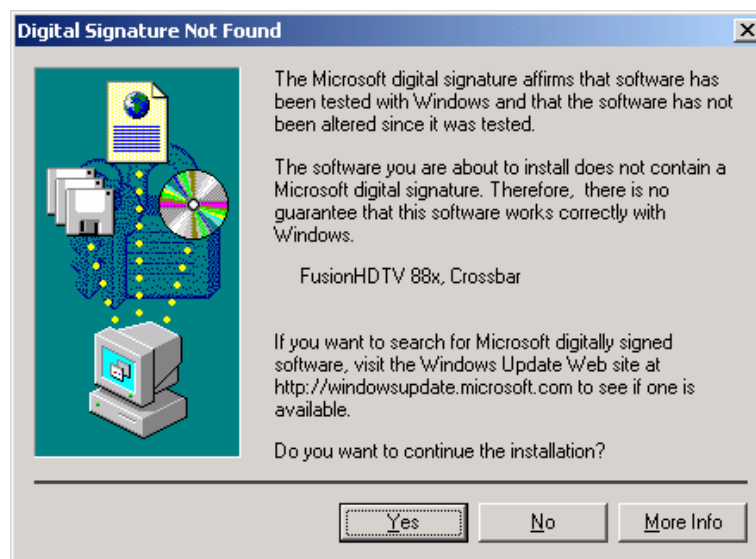 Digital Signature Not Found
The Microsoft digital signature affirms that software has
been tested with Windows and that the software has not
been altered since it was tested.
The software you are about to install does not contain a
Microsoft digital signature. Therefore,  there is no
guarantee that this software works correctly with
Windows.
FusionHDTV 88x, Crossbar
If you want to search for Microsoft digitally signed
software, visit the Windows Update Web site at
http://windowsupdate.microsoft.com to see if one is
available.
Do you want to continue the installation?
Yes No More Info